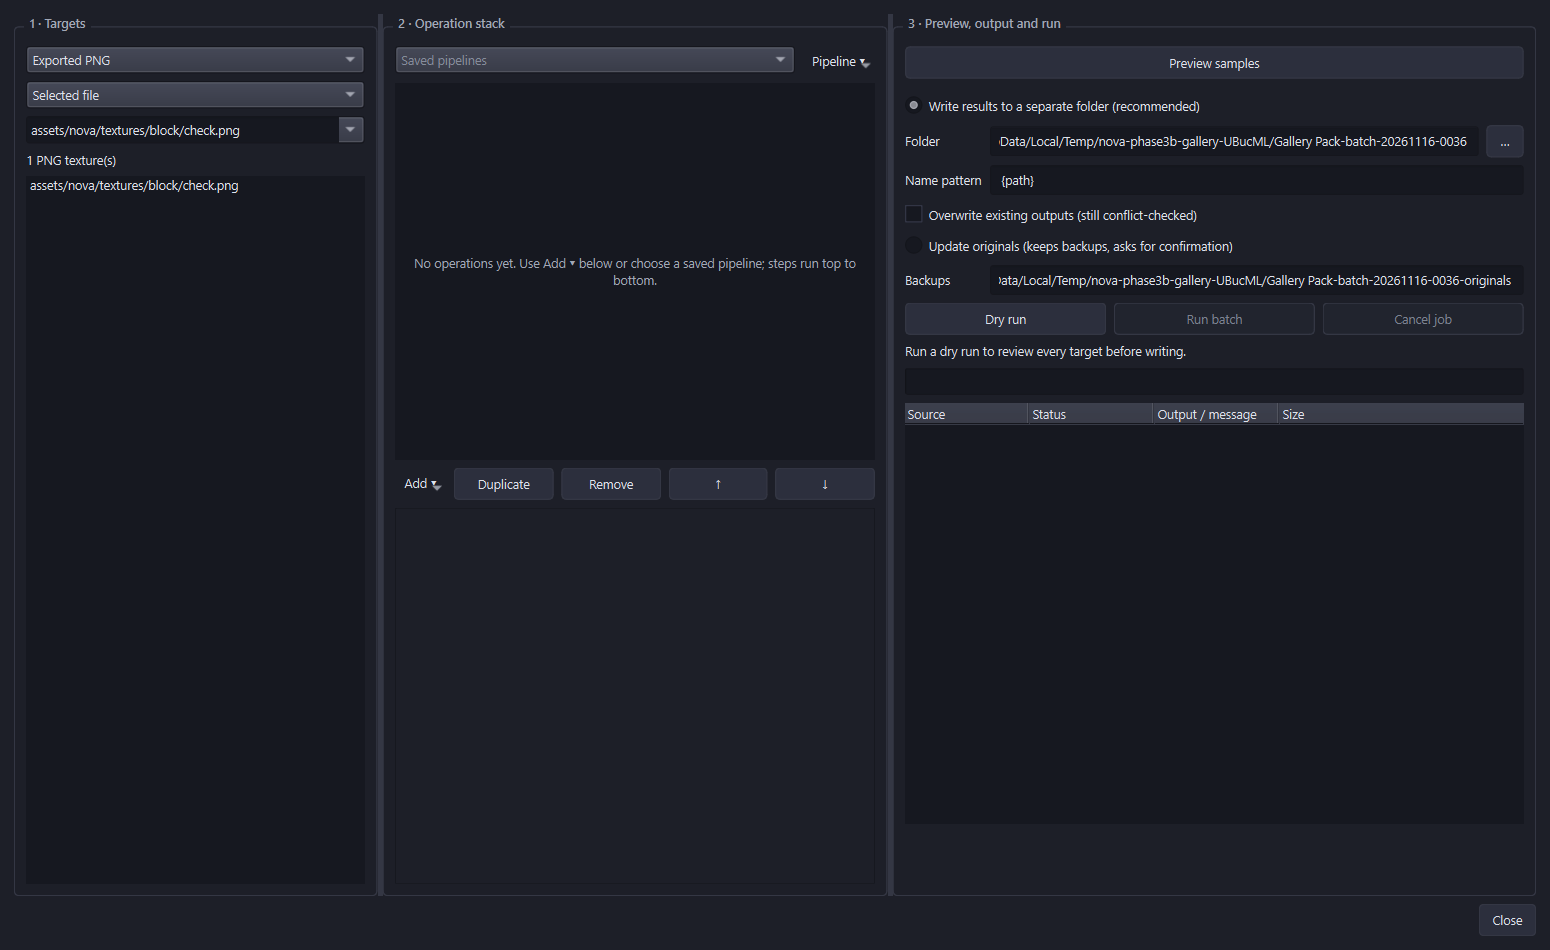 1 · Targets
Exported PNG
Selected file
assets/nova/textures/block/check.png
1 PNG texture(s)
assets/nova/textures/block/check.png
2 · Operation stack
Saved pipelines
Pipeline ▾
No operations yet. Use Add ▾ below or choose a saved pipeline; steps run top to
bottom.
Add ▾
Duplicate
Remove
↑
↓
3 · Preview, output and run
Preview samples
Write results to a separate folder (recommended)
Folder
Data/Local/Temp/nova-phase3b-gallery-UBucML/Gallery Pack-batch-20261116-0036
...
Name pattern
{path}
Overwrite existing outputs (still conflict-checked)
Update originals (keeps backups, asks for confirmation)
Backups
ata/Local/Temp/nova-phase3b-gallery-UBucML/Gallery Pack-batch-20261116-0036-originals
Dry run
Run batch
Cancel job
Run a dry run to review every target before writing.
Source
Status
Output / message
Size
Close